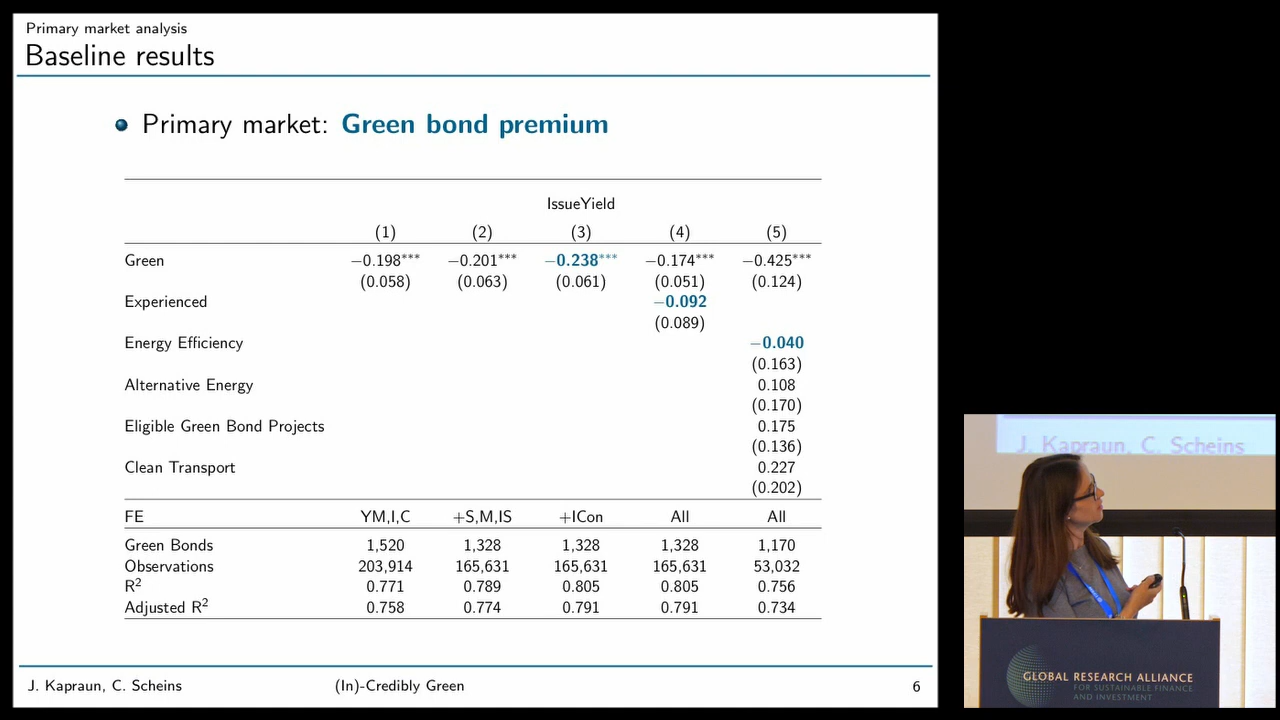 Primary market analysis
Baseline results
Primary market: Green bond premium
IssueYield
(1) (2) (3) (4) (5)
Green −0.198*** −0.201*** −0.238*** −0.174*** −0.425***
(0.058) (0.063) (0.061) (0.051) (0.124)
Experienced −0.092
(0.089)
Energy Efficiency −0.040
(0.163)
Alternative Energy 0.108
(0.170)
Eligible Green Bond Projects 0.175
(0.136)
Clean Transport 0.227
(0.202)
FE YM,I,C +S,M,IS +ICon All All
Green Bonds 1,520 1,328 1,328 1,328 1,170
Observations 203,914 165,631 165,631 165,631 53,032
R² 0.771 0.789 0.805 0.805 0.756
Adjusted R² 0.758 0.774 0.791 0.791 0.734
J. Kapraun, C. Scheins (In)-Credibly Green 6
J. Kapraun, C. Scheins
GLOBAL RESEARCH ALLIANCE
FOR SUSTAINABLE FINANCE
AND INVESTMENT